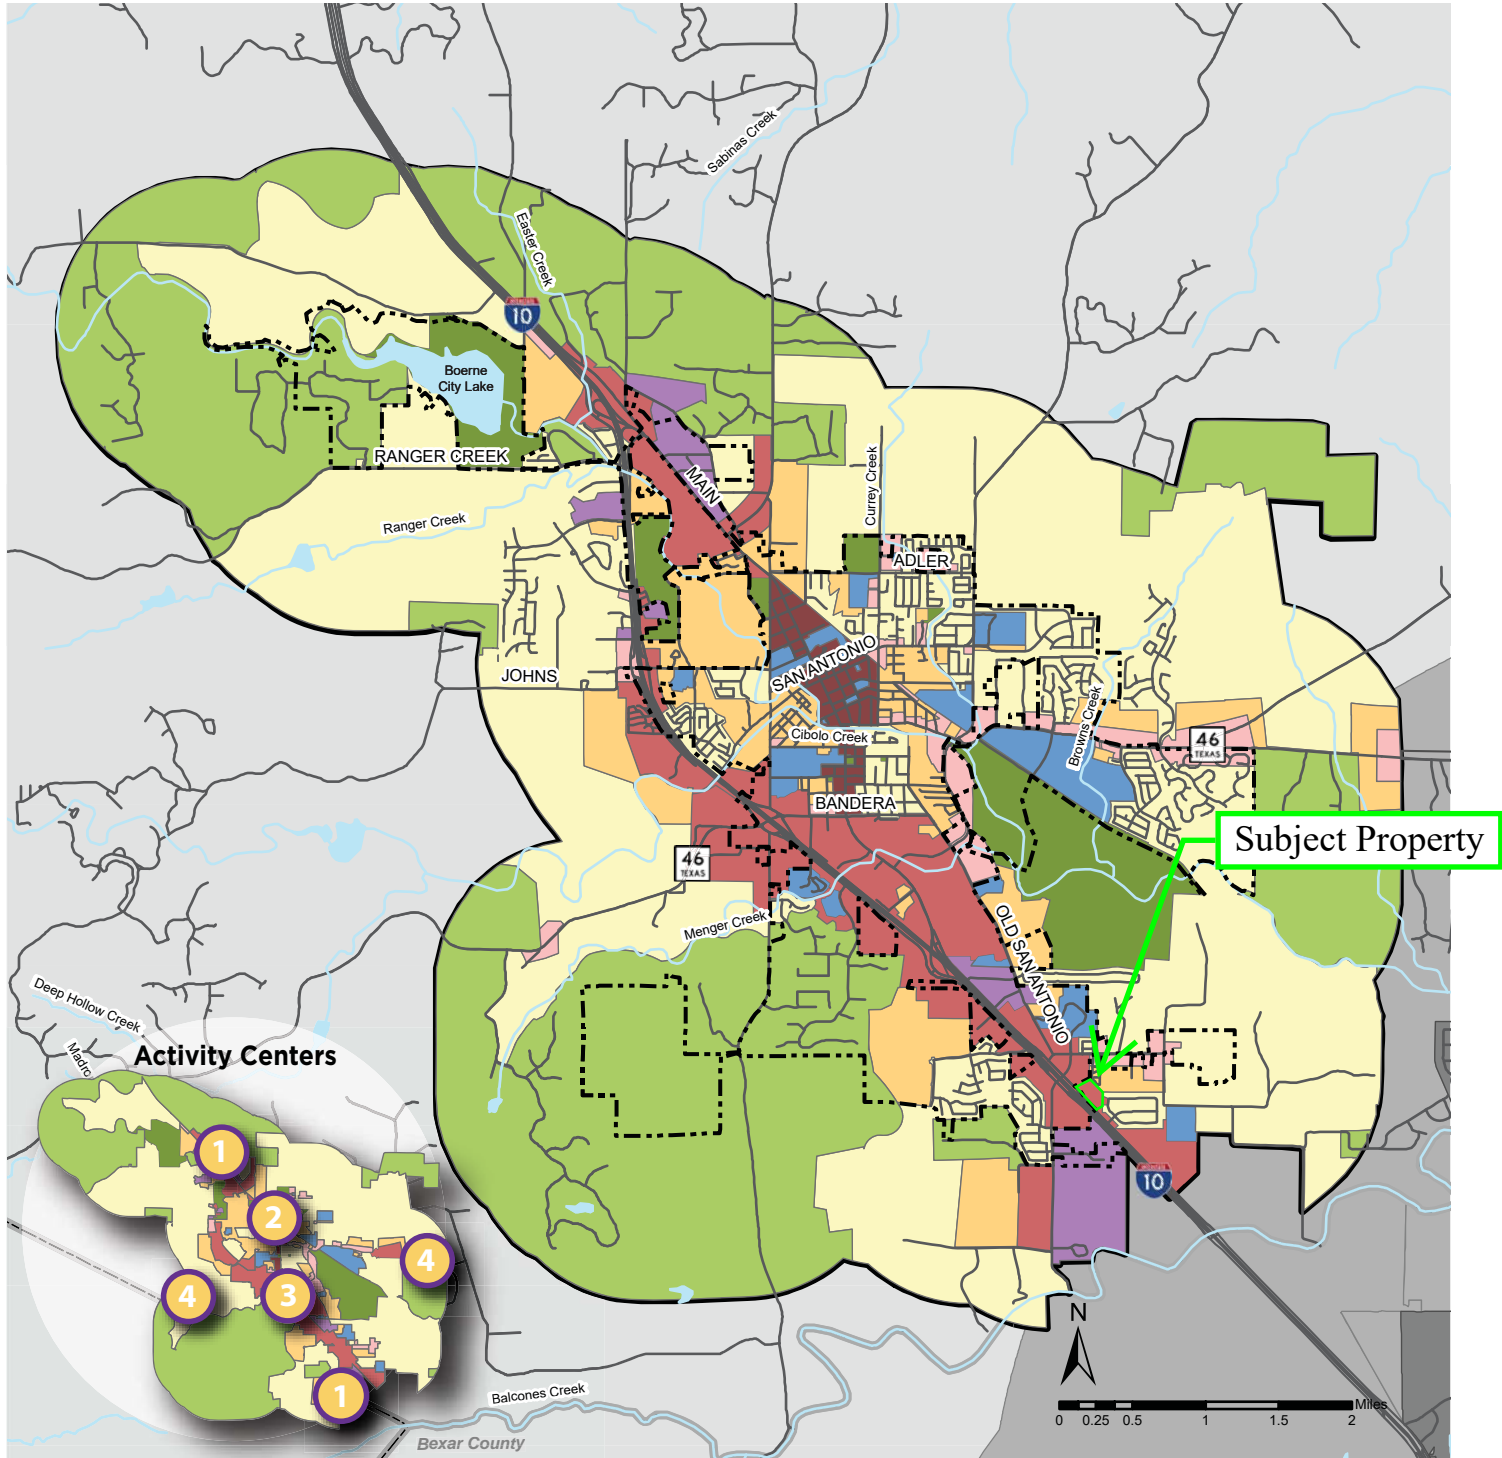 Sabinas Creek
Easter Creek
INTERSTATE
10
Boerne
City Lake
RANGER CREEK
MAIN
Currey Creek
Ranger Creek
ADLER
SAN ANTONIO
JOHNS
Cibolo Creek
Browns Creek
46
TEXAS
BANDERA
Subject Property
46
TEXAS
Menger Creek
OLD SAN ANTONIO
Deep Hollow Creek
Madro
Activity Centers
1
2
3
4
4
1
INTERSTATE
10
N
Miles
0 0.25 0.5 1 1.5 2
Balcones Creek
Bexar County